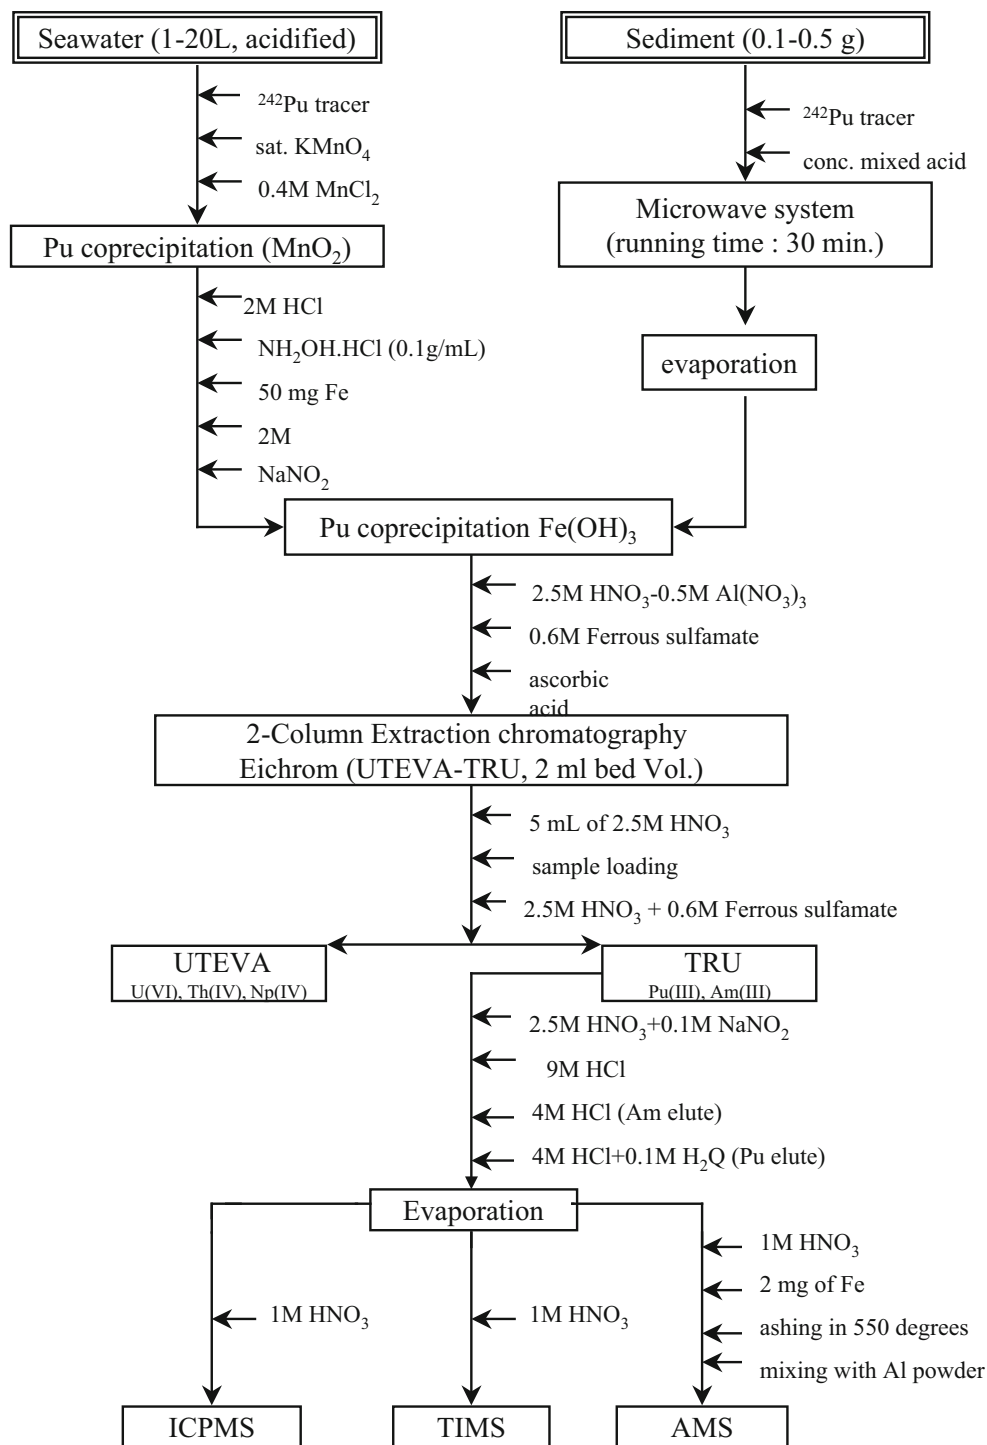 Seawater (1-20L, acidified)
²⁴²Pu tracer
sat. KMnO₄
0.4M MnCl₂
Pu coprecipitation (MnO₂)
2M HCl
NH₂OH.HCl (0.1g/mL)
50 mg Fe
2M
NaNO₂
Sediment (0.1-0.5 g)
²⁴²Pu tracer
conc. mixed acid
Microwave system
(running time : 30 min.)
evaporation
Pu coprecipitation Fe(OH)₃
2.5M HNO₃-0.5M Al(NO₃)₃
0.6M Ferrous sulfamate
ascorbic
acid
2-Column Extraction chromatography
Eichrom (UTEVA-TRU, 2 ml bed Vol.)
5 mL of 2.5M HNO₃
sample loading
2.5M HNO₃ + 0.6M Ferrous sulfamate
UTEVA
U(VI), Th(IV), Np(IV)
TRU
Pu(III), Am(III)
2.5M HNO₃+0.1M NaNO₂
9M HCl
4M HCl (Am elute)
4M HCl+0.1M H₂Q (Pu elute)
Evaporation
1M HNO₃
1M HNO₃
1M HNO₃
2 mg of Fe
ashing in 550 degrees
mixing with Al powder
ICPMS
TIMS
AMS